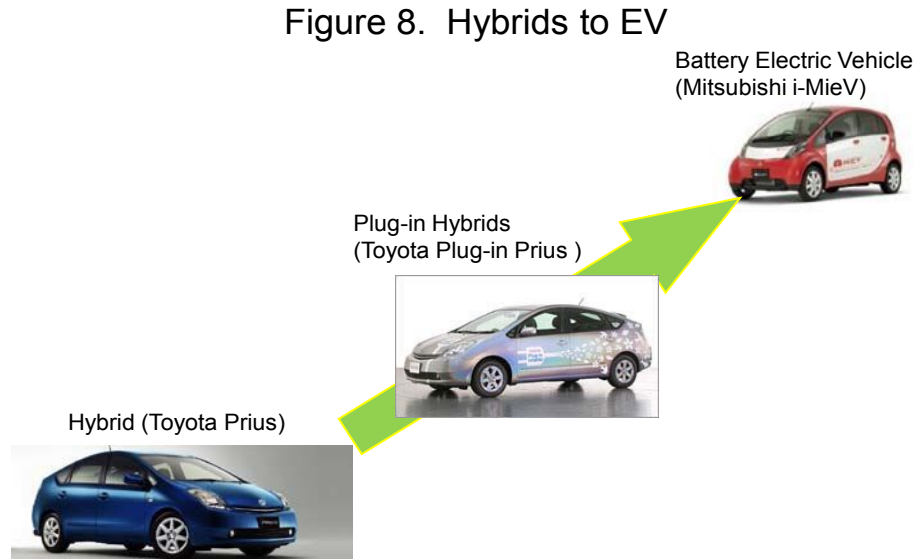 Figure 8.  Hybrids to EV
Battery Electric Vehicle
(Mitsubishi i-MieV)
Plug-in Hybrids
(Toyota Plug-in Prius )
Hybrid (Toyota Prius)